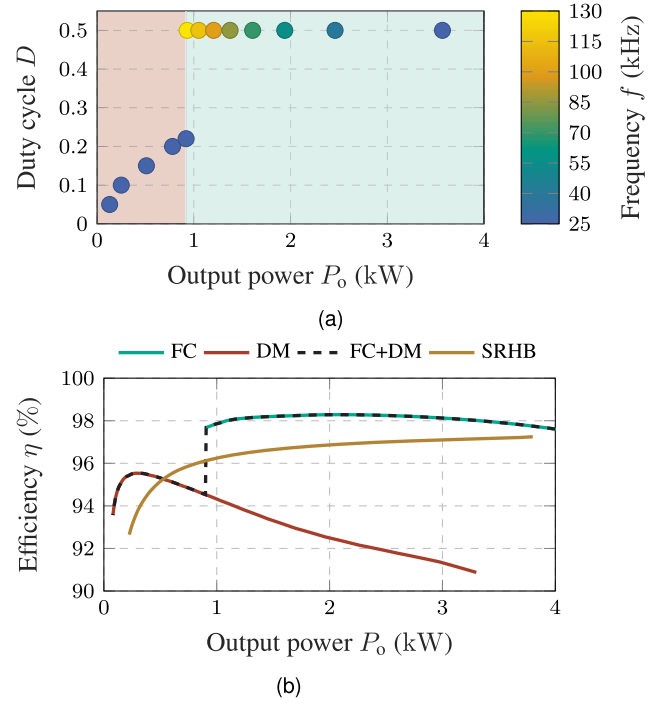 0.5
0.4
0.3
0.2
0.1
0
Duty cycle D
0 1 2 3 4
Output power Pₒ (kW)
130
115
100
85
70
55
40
25
Frequency f (kHz)
(a)
FC DM FC+DM SRHB
100
98
96
94
92
90
Efficiency η (%)
0 1 2 3 4
Output power Pₒ (kW)
(b)